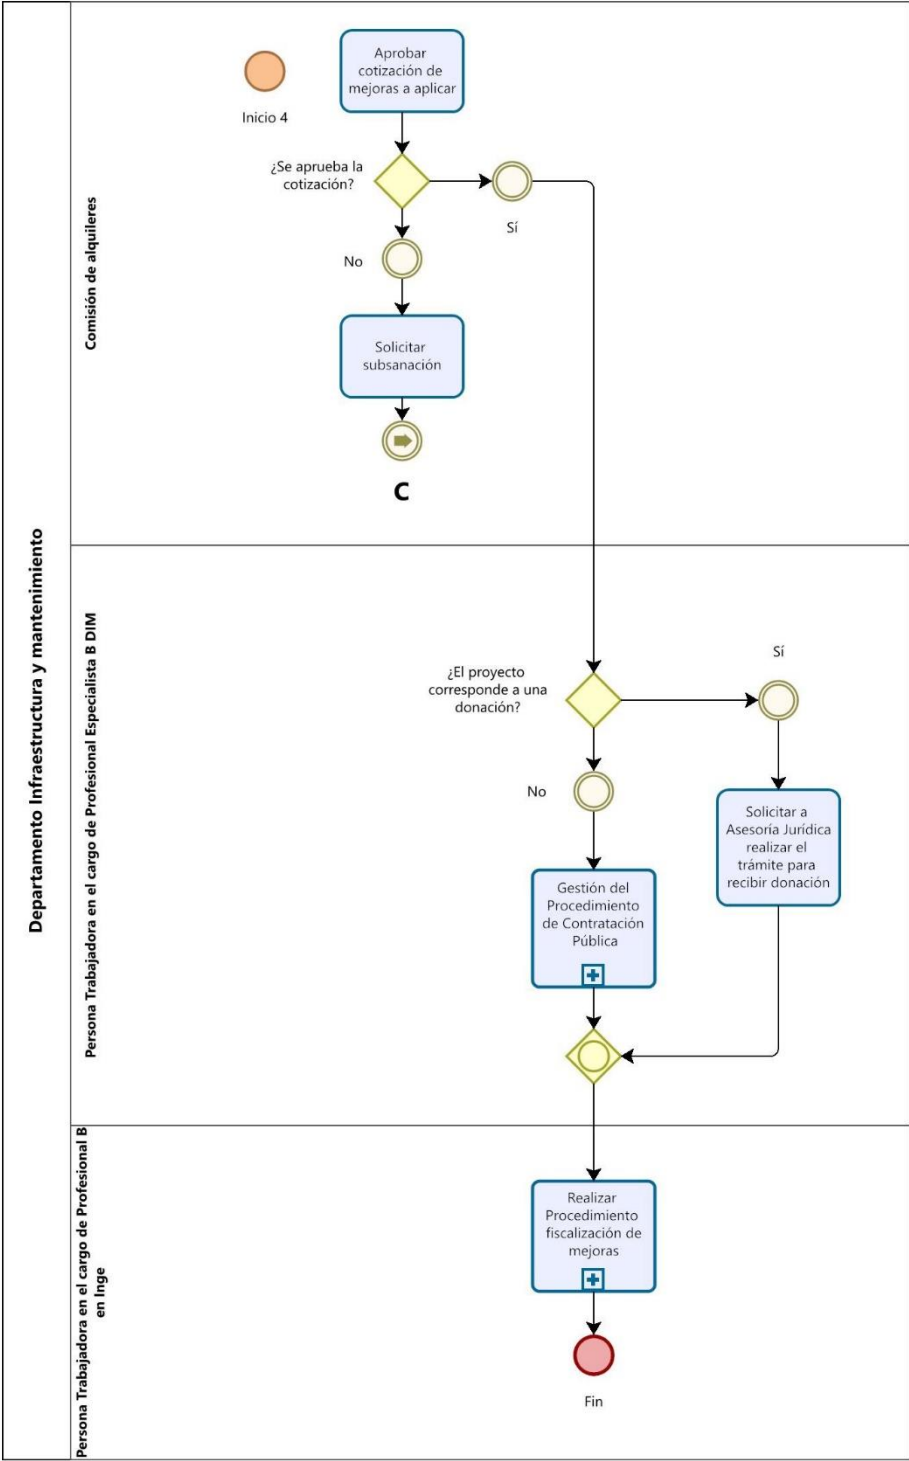 Departamento Infraestructura y mantenimiento
Comisión de alquileres
Inicio 4
Aprobar
cotización de
mejoras a aplicar
¿Se aprueba la
cotización?
Sí
No
Solicitar
subsanación
C
Persona Trabajadora en el cargo de Profesional Especialista B DIM
¿El proyecto
corresponde a una
donación?
Sí
No
Solicitar a
Asesoría Jurídica
realizar el
trámite para
recibir donación
Gestión del
Procedimiento
de Contratación
Pública
Persona Trabajadora en el cargo de Profesional B
en Inge
Realizar
Procedimiento
fiscalización de
mejoras
Fin